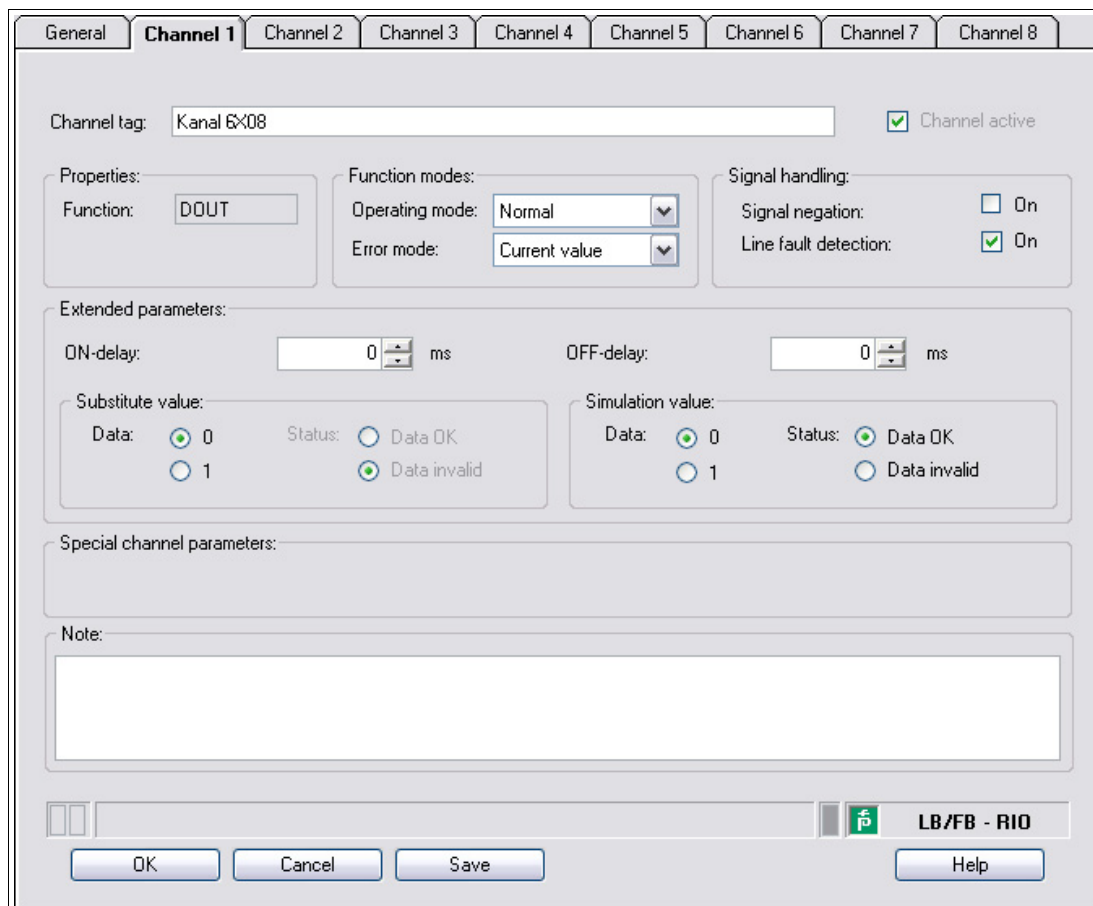 General Channel 1 Channel 2 Channel 3 Channel 4 Channel 5 Channel 6 Channel 7 Channel 8
Channel tag: Kanal 6X08 Channel active
Properties: Function modes: Signal handling:
Function: DOUT Operating mode: Normal Signal negation: On
Error mode: Current value Line fault detection: On
Extended parameters:
ON-delay: 0 ms OFF-delay: 0 ms
Substitute value: Simulation value:
Data: 0 Status: Data OK Data: 0 Status: Data OK
1 Data invalid 1 Data invalid
Special channel parameters:
Note:
LB/FB - RIO
OK Cancel Save Help